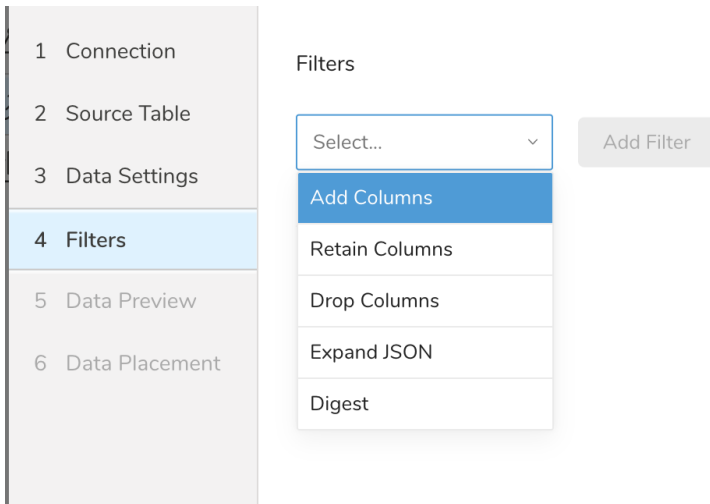 1 Connection
2 Source Table
3 Data Settings
4 Filters
5 Data Preview
6 Data Placement
Filters
Select...
Add Filter
Add Columns
Retain Columns
Drop Columns
Expand JSON
Digest